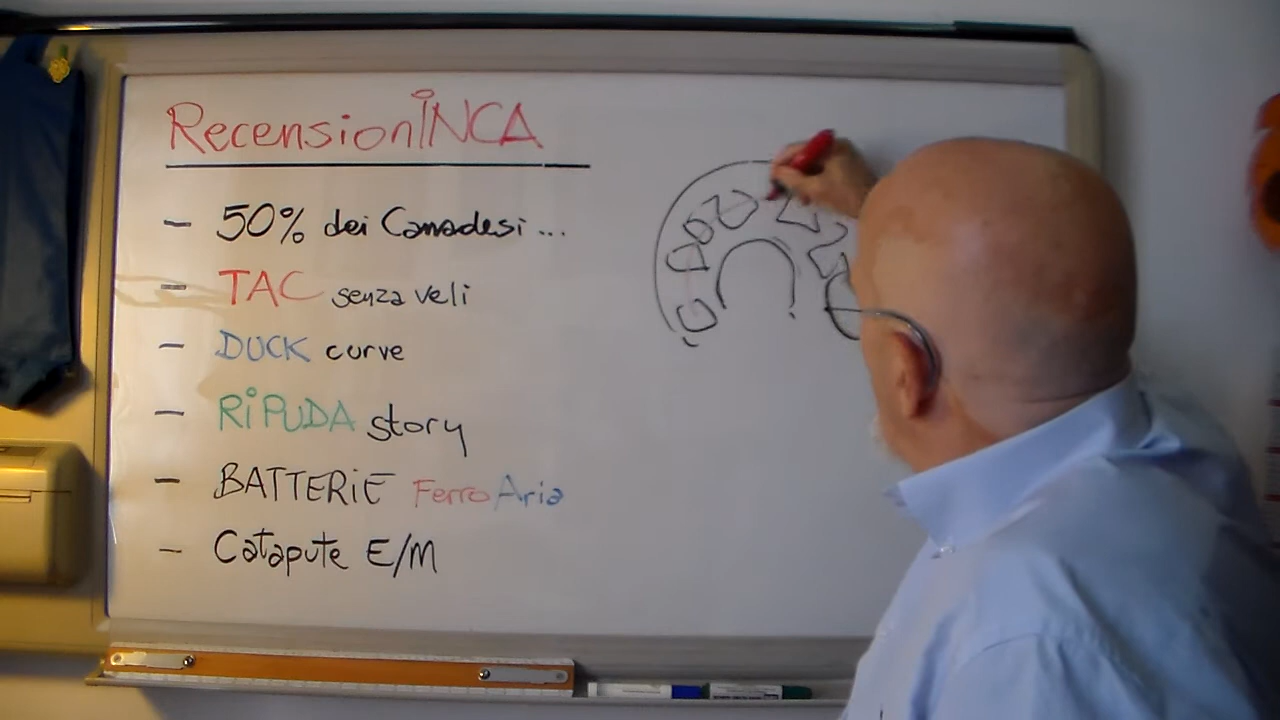 RecensionINCA
- 50% dei Canadesi...
- TAC senza veli
- DUCK curve
- RiPUDA story
- BATTERiE Ferro Aria
- Catapute E/M